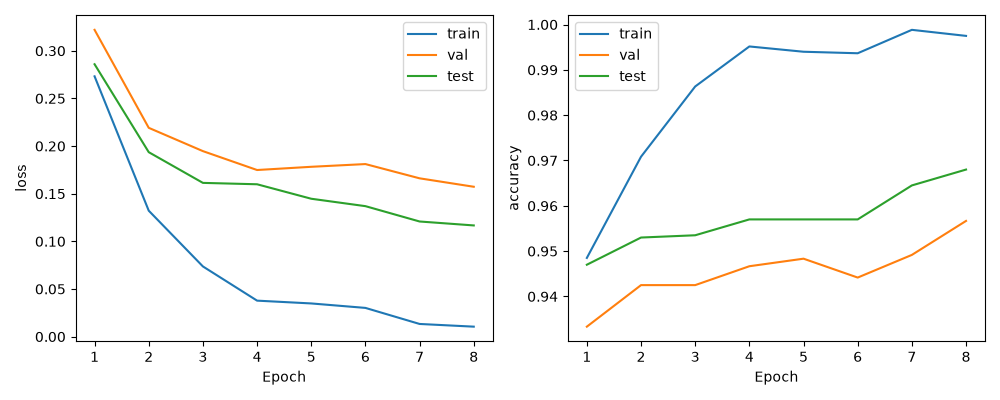 train
val
test
0.30
0.25
0.20
0.15
0.10
0.05
0.00
loss
1 2 3 4 5 6 7 8
Epoch
train
val
test
1.00
0.99
0.98
0.97
0.96
0.95
0.94
accuracy
1 2 3 4 5 6 7 8
Epoch